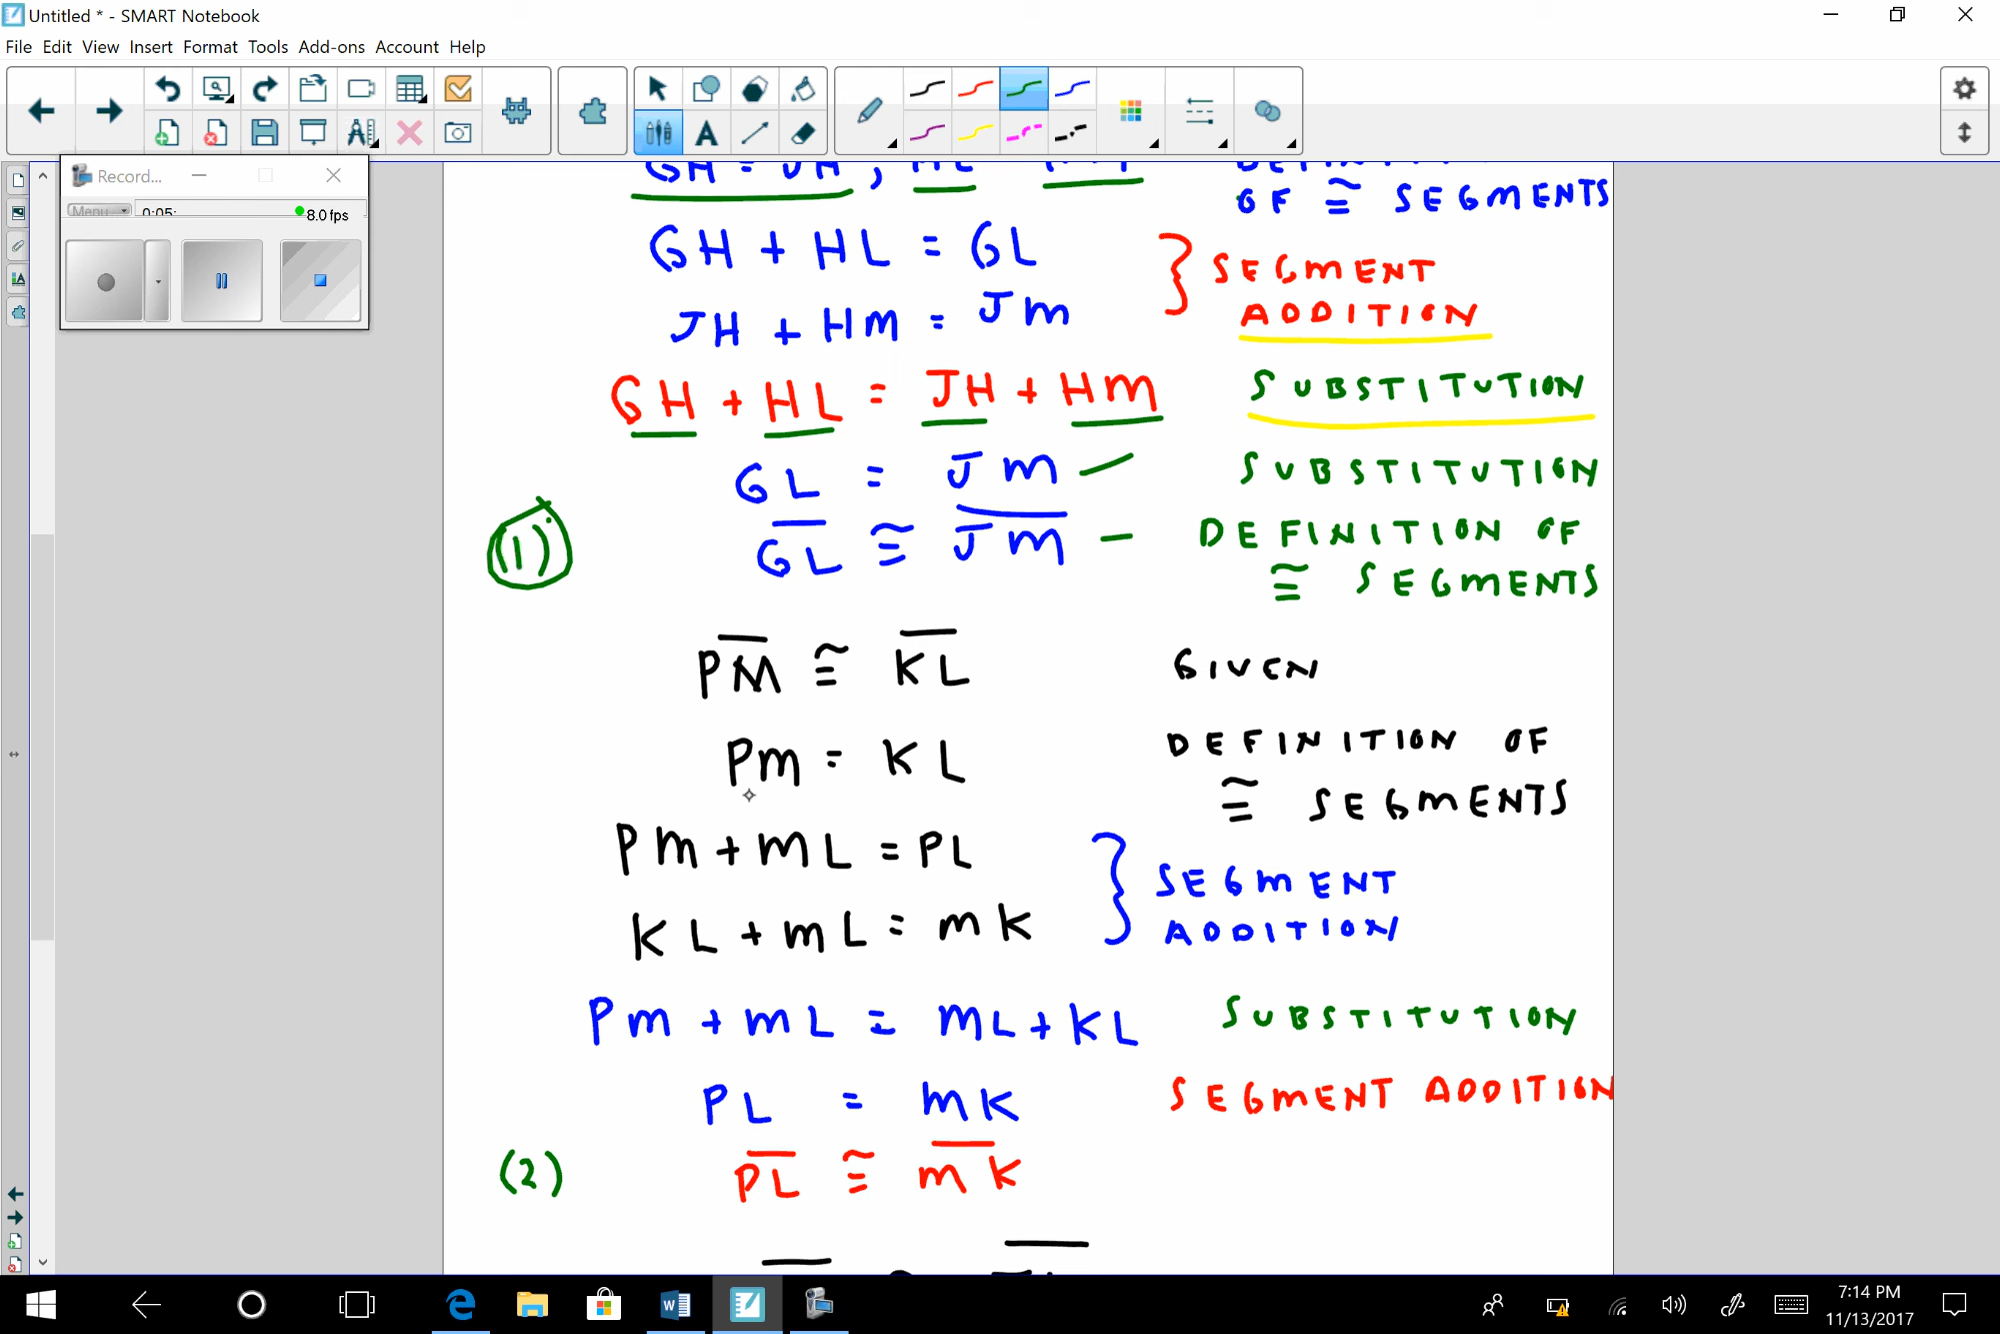 Untitled * - SMART Notebook
File Edit View Insert Format Tools Add-ons Account Help
Record...
Menu 0:05: 8.0 fps
GH = JH, HL
OF ≅ SEGMENTS
GH + HL = GL
JH + HM = JM
} SEGMENT
ADDITION
GH + HL = JH + HM SUBSTITUTION
GL = JM SUBSTITUTION
(1) GL ≅ JM DEFINITION OF
≅ SEGMENTS
PM ≅ KL GIVEN
PM = KL DEFINITION OF
≅ SEGMENTS
PM + ML = PL
KL + ML = MK
} SEGMENT
ADDITION
PM + ML = ML + KL SUBSTITUTION
PL = MK SEGMENT ADDITION
(2) PL ≅ MK
7:14 PM
11/13/2017